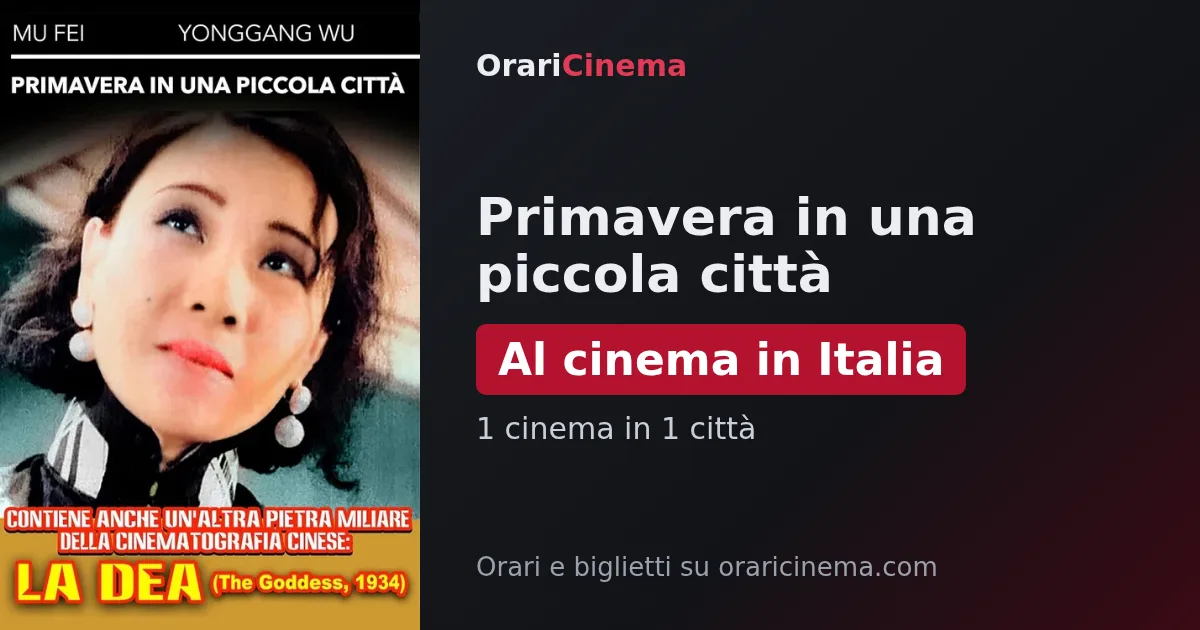 MU FEI YONGGANG WU
PRIMAVERA IN UNA PICCOLA CITTÀ
CONTIENE ANCHE UN'ALTRA PIETRA MILIARE
DELLA CINEMATOGRAFIA CINESE:
LA DEA (The Goddess, 1934)
OrariCinema
Primavera in una
piccola città
Al cinema in Italia
1 cinema in 1 città
Orari e biglietti su oraricinema.com